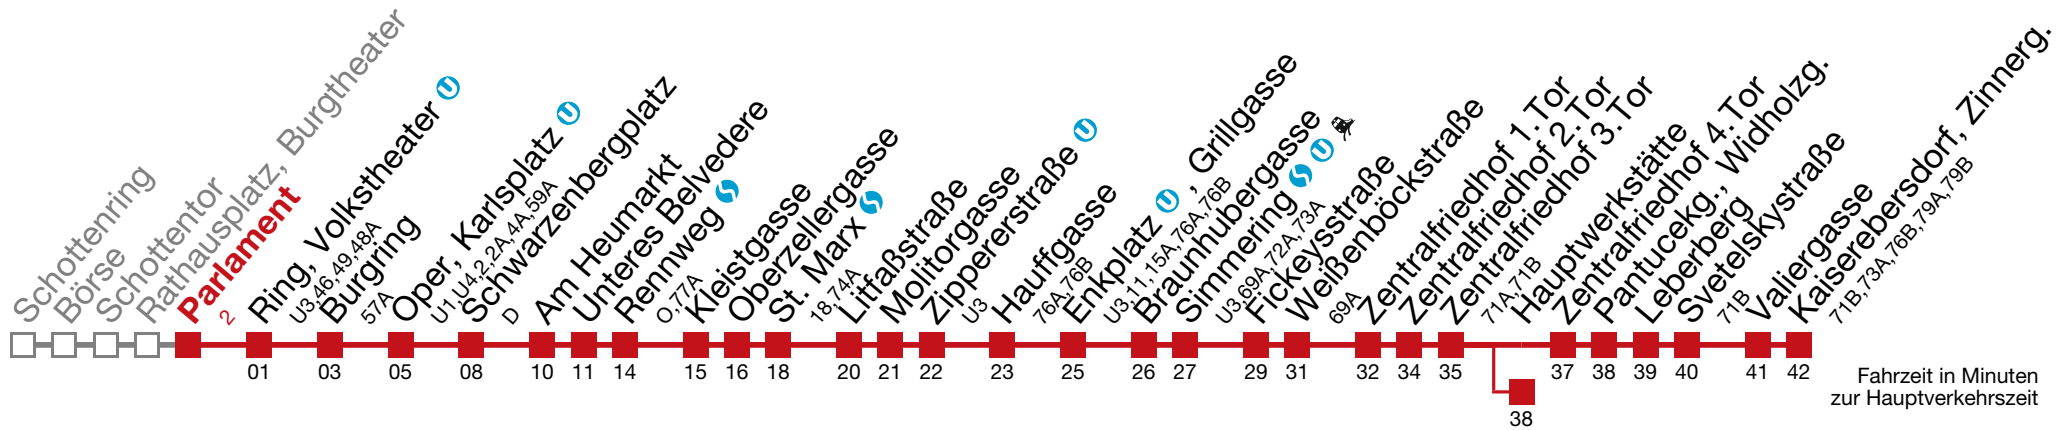 Schottenring
Börse
Schottentor
Rathausplatz, Burgtheater
Parlament
2
Ring, Volkstheater U
U3,46,49,48A
Burgring
57A
Oper, Karlsplatz U
U1,U4,2,2A,4A,59A
Schwarzenbergplatz
D
Am Heumarkt
Unteres Belvedere
Rennweg S
O,77A
Kleistgasse
Oberzellergasse
St. Marx S
18,74A
Litfaßstraße
Molitorgasse
Zippererstraße U
U3
Hauffgasse
76A,76B
Enkplatz U, Grillgasse
U3,11,15A,76A,76B
Braunhubergasse
Simmering S U
U3,69A,72A,73A
Fickeysstraße
Weißenböckstraße
69A
Zentralfriedhof 1.Tor
Zentralfriedhof 2.Tor
Zentralfriedhof 3.Tor
71A,71B
Hauptwerkstätte
Zentralfriedhof 4.Tor
Pantucekg., Widholzg.
Leberberg
Svetelskystraße
71B
Valiergasse
Kaiserebersdorf, Zinnerg.
71B,73A,76B,79A,79B
01 03 05 08 10 11 14 15 16 18 20 21 22 23 25 26 27 29 31 32 34 35 37 38 39 40 41 42
38
Fahrzeit in Minuten
zur Hauptverkehrszeit